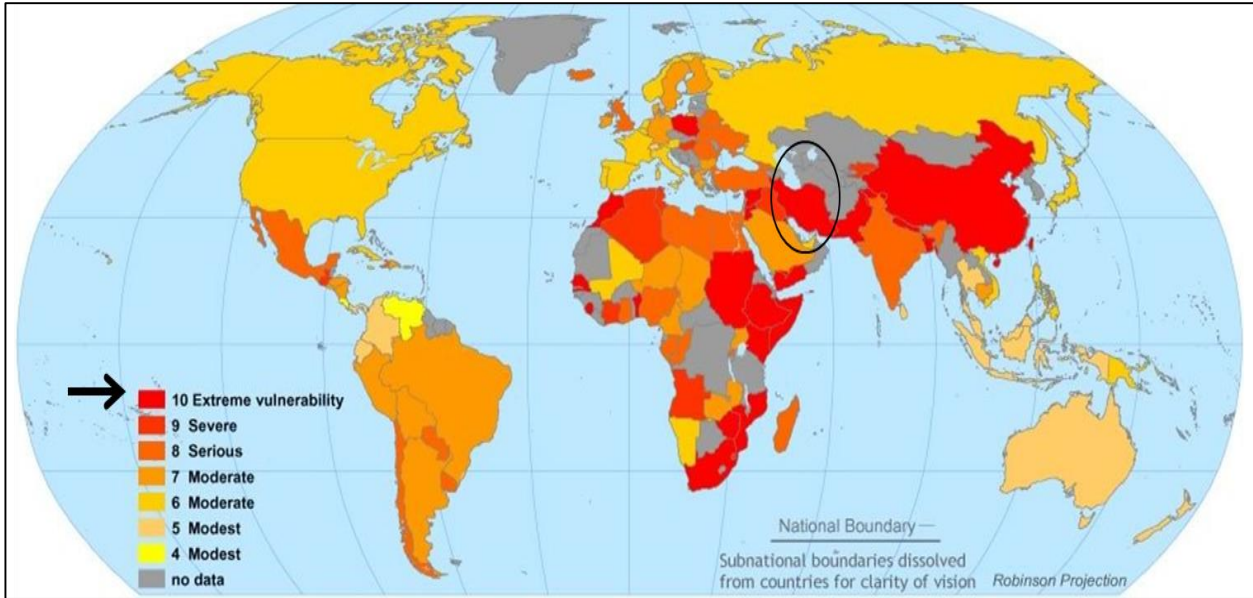 10 Extreme vulnerability
9 Severe
8 Serious
7 Moderate
6 Moderate
5 Modest
4 Modest
no data
National Boundary
Subnational boundaries dissolved
from countries for clarity of vision
Robinson Projection